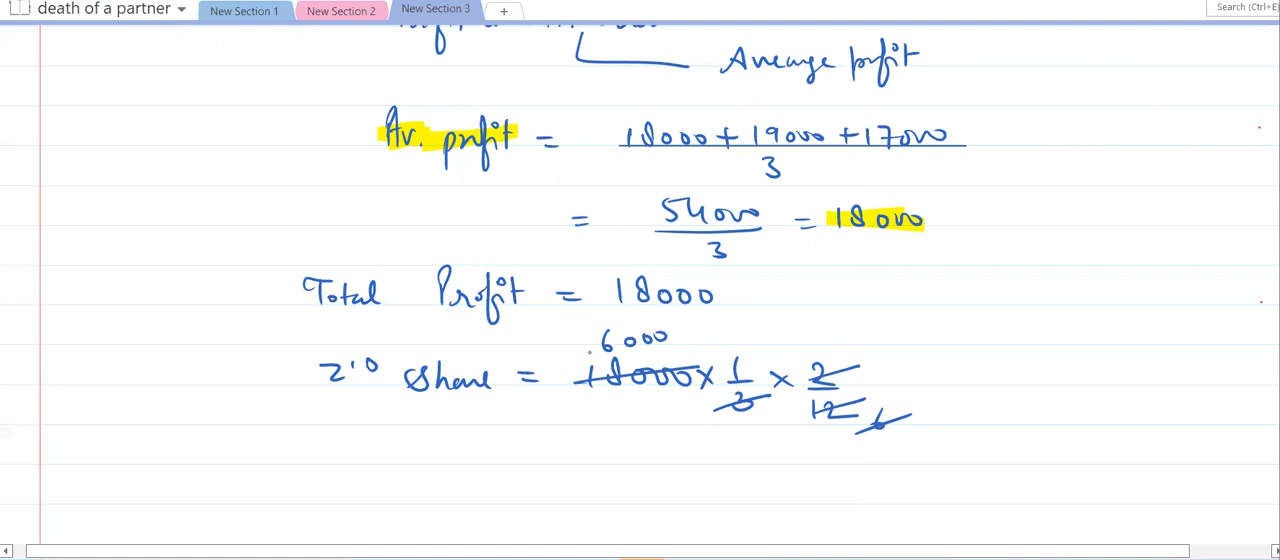 death of a partner New Section 1 New Section 2 New Section 3 + Search (Ctrl+E)
Average profit
Av. profit = 18000 + 19000 + 17000
3
= 54000 = 18000
3
Total Profit = 18000
6000
Z's Share = 18000 × 1 × 2
3 12 6